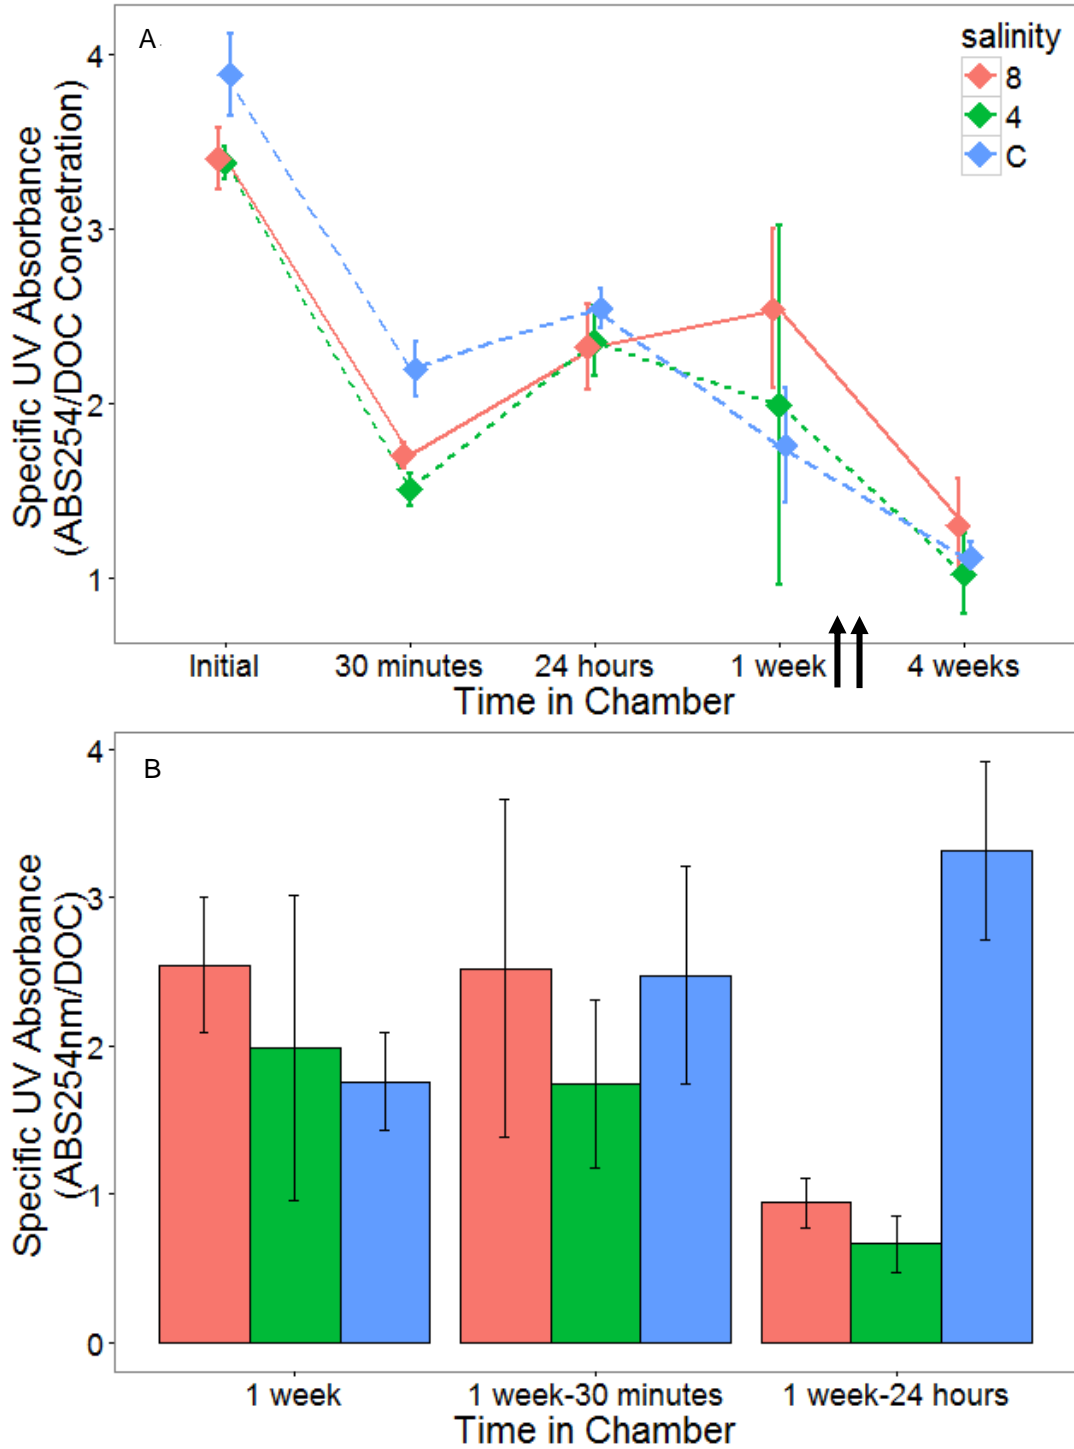 A
salinity
8
4
C
Specific UV Absorbance
(ABS254/DOC Concetration)
4
3
2
1
Initial
30 minutes
24 hours
1 week
4 weeks
Time in Chamber
B
Specific UV Absorbance
(ABS254nm/DOC)
4
3
2
1
0
1 week
1 week-30 minutes
1 week-24 hours
Time in Chamber